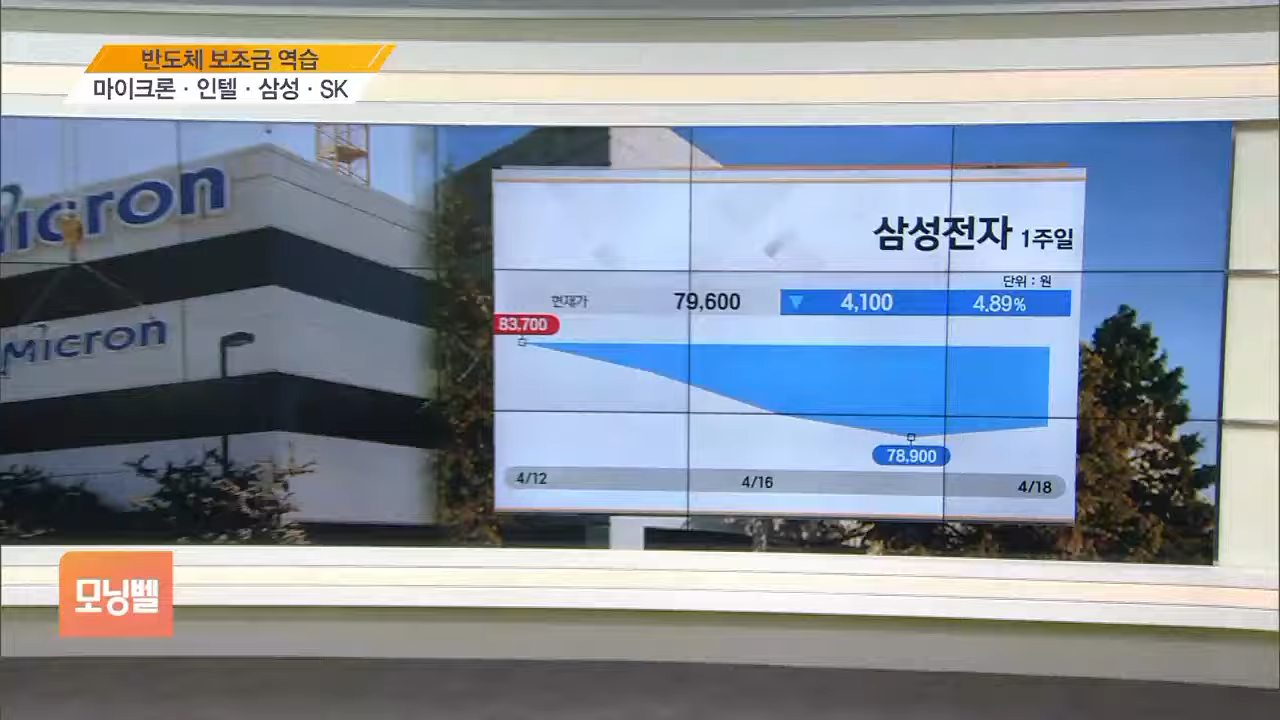 반도체 보조금 역습
마이크론 · 인텔 · 삼성 · SK
Micron
Micron
삼성전자 1주일
단위 : 원
현재가 79,600 ▼ 4,100 4.89%
83,700
78,900
4/12 4/16 4/18
모닝벨